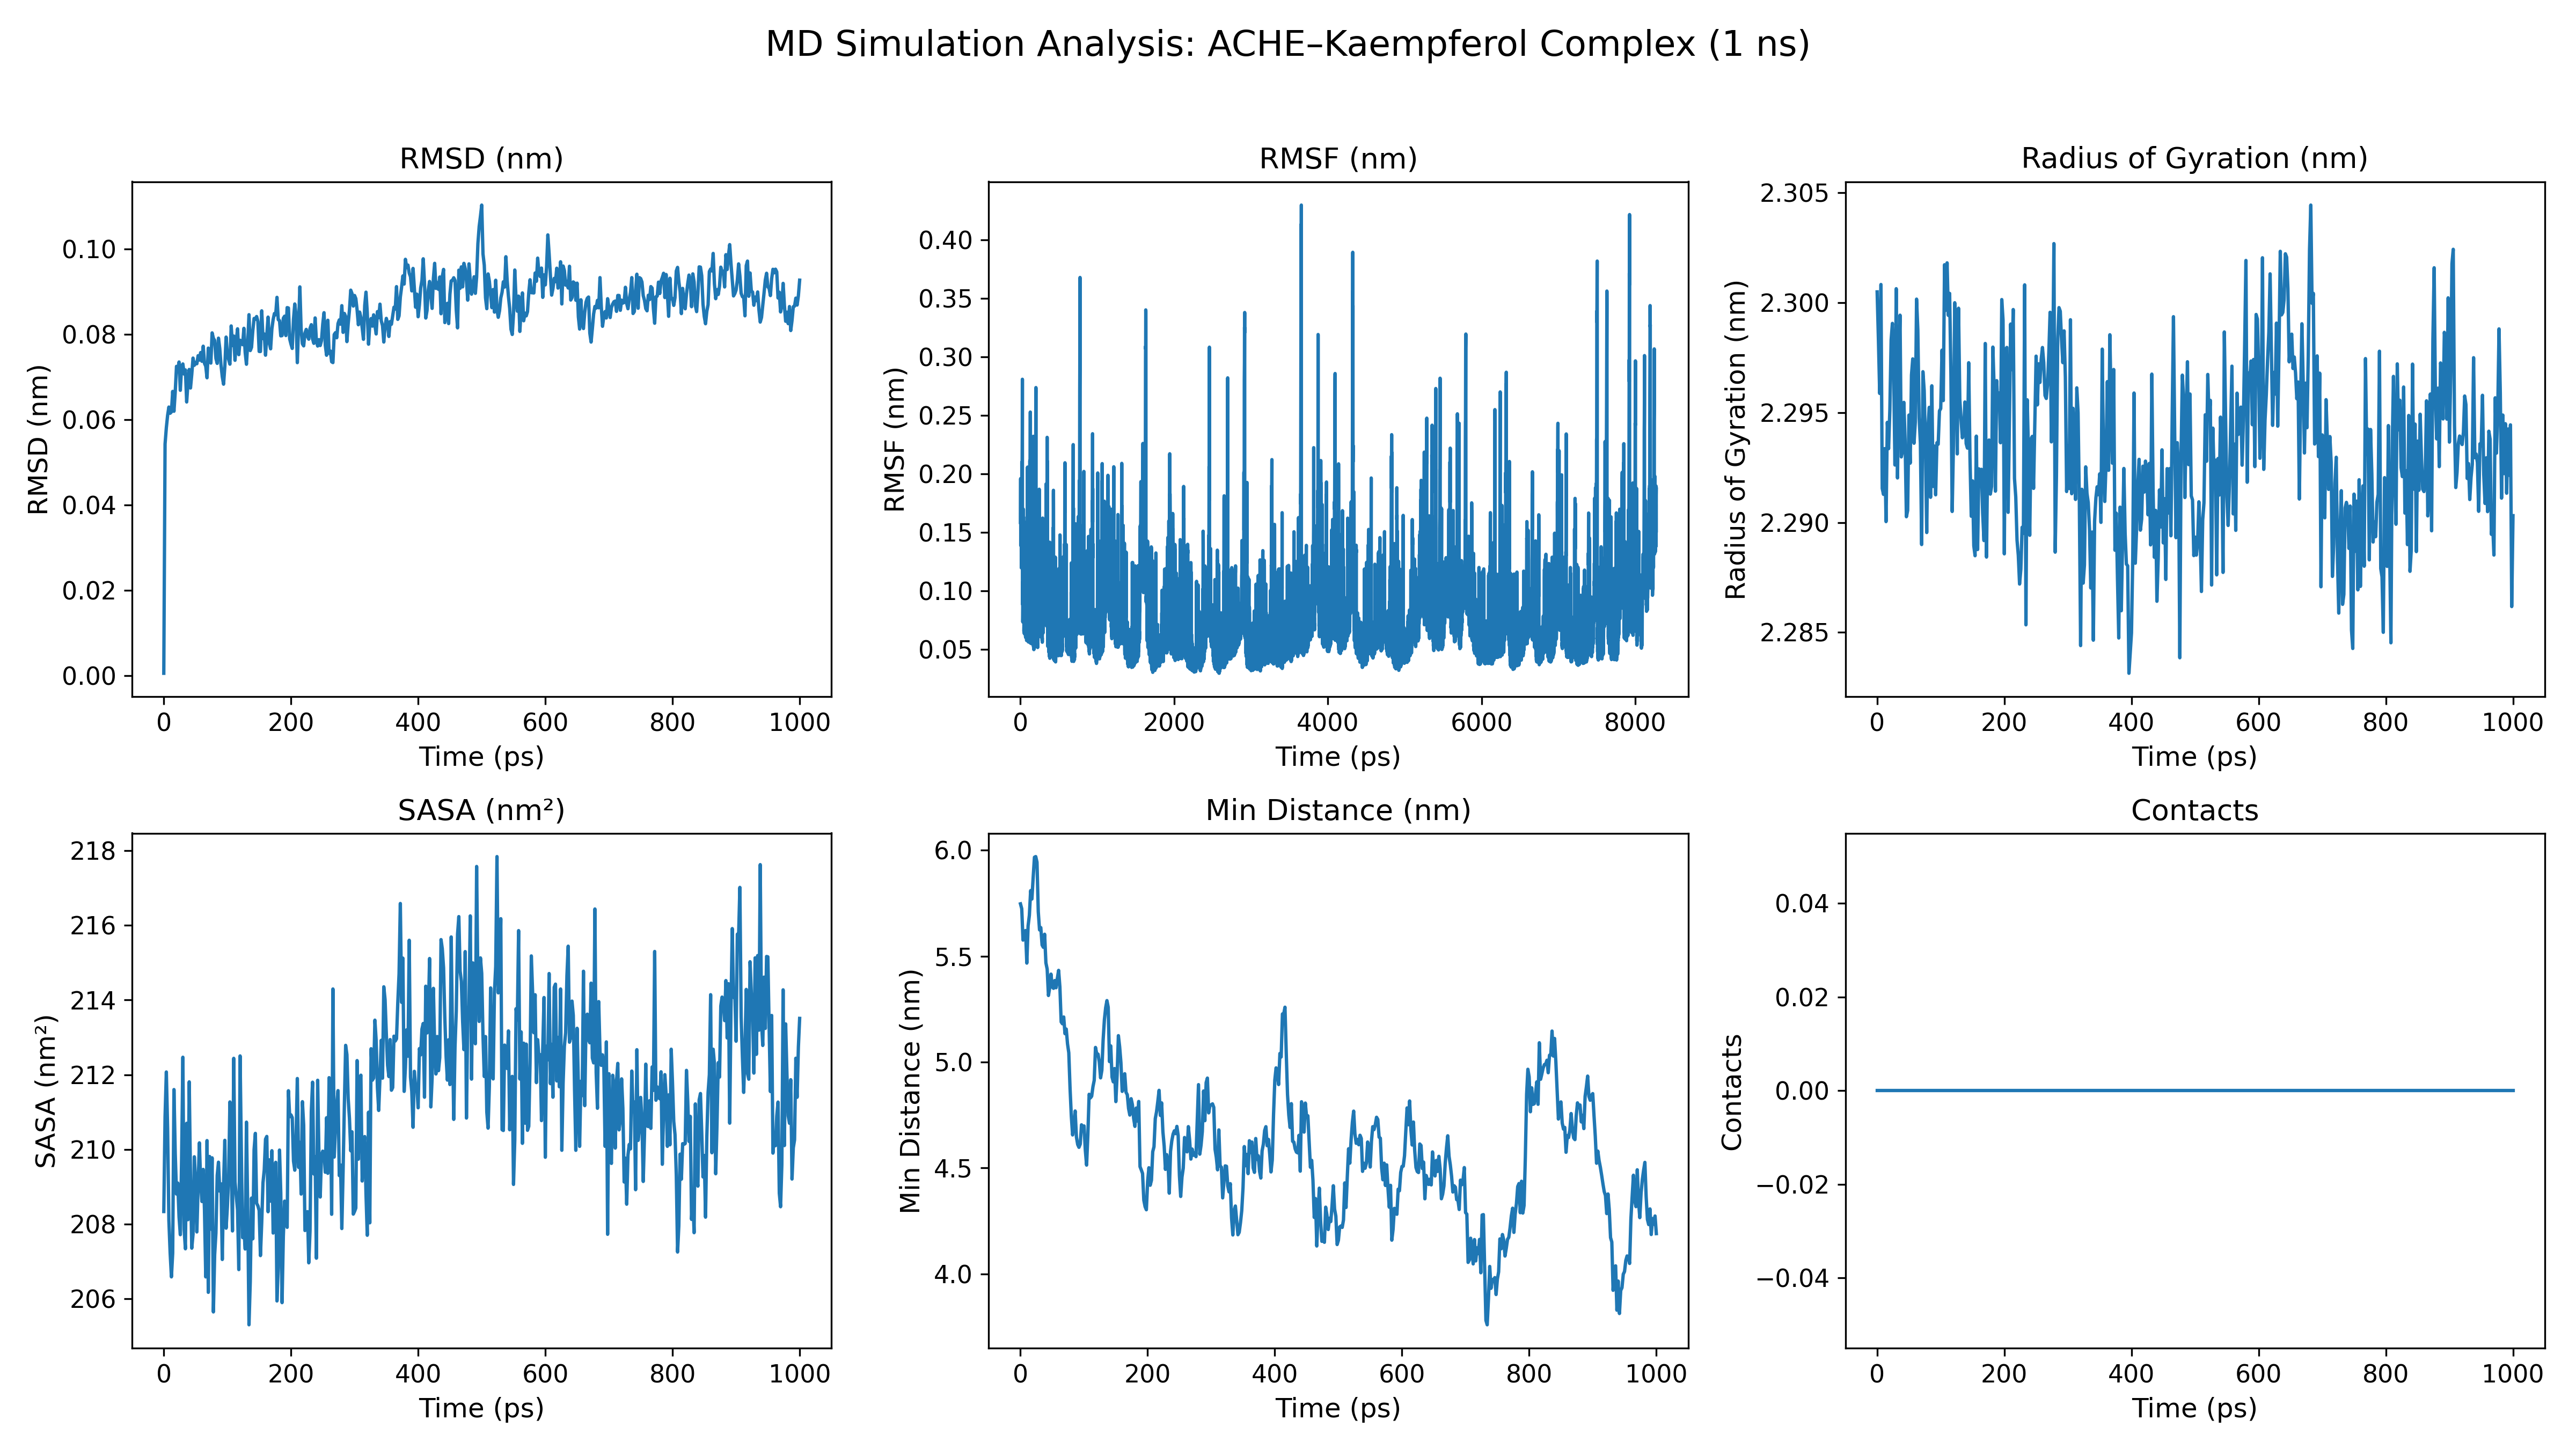 MD Simulation Analysis: ACHE–Kaempferol Complex (1 ns)
RMSD (nm)
RMSD (nm)
0.10
0.08
0.06
0.04
0.02
0.00
0 200 400 600 800 1000
Time (ps)
RMSF (nm)
RMSF (nm)
0.40
0.35
0.30
0.25
0.20
0.15
0.10
0.05
0 2000 4000 6000 8000
Time (ps)
Radius of Gyration (nm)
Radius of Gyration (nm)
2.305
2.300
2.295
2.290
2.285
0 200 400 600 800 1000
Time (ps)
SASA (nm²)
SASA (nm²)
218
216
214
212
210
208
206
0 200 400 600 800 1000
Time (ps)
Min Distance (nm)
Min Distance (nm)
6.0
5.5
5.0
4.5
4.0
0 200 400 600 800 1000
Time (ps)
Contacts
Contacts
0.04
0.02
0.00
−0.02
−0.04
0 200 400 600 800 1000
Time (ps)